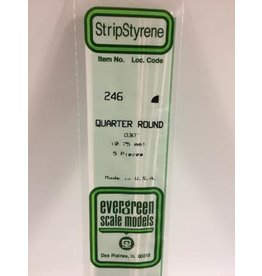 StripStyrene
Item No. Loc. Code
246
QUARTER ROUND
.030"
(0.75 mm)
5 Pieces
Made in U.S.A.
evergreen
scale models
Des Plaines, IL 60018